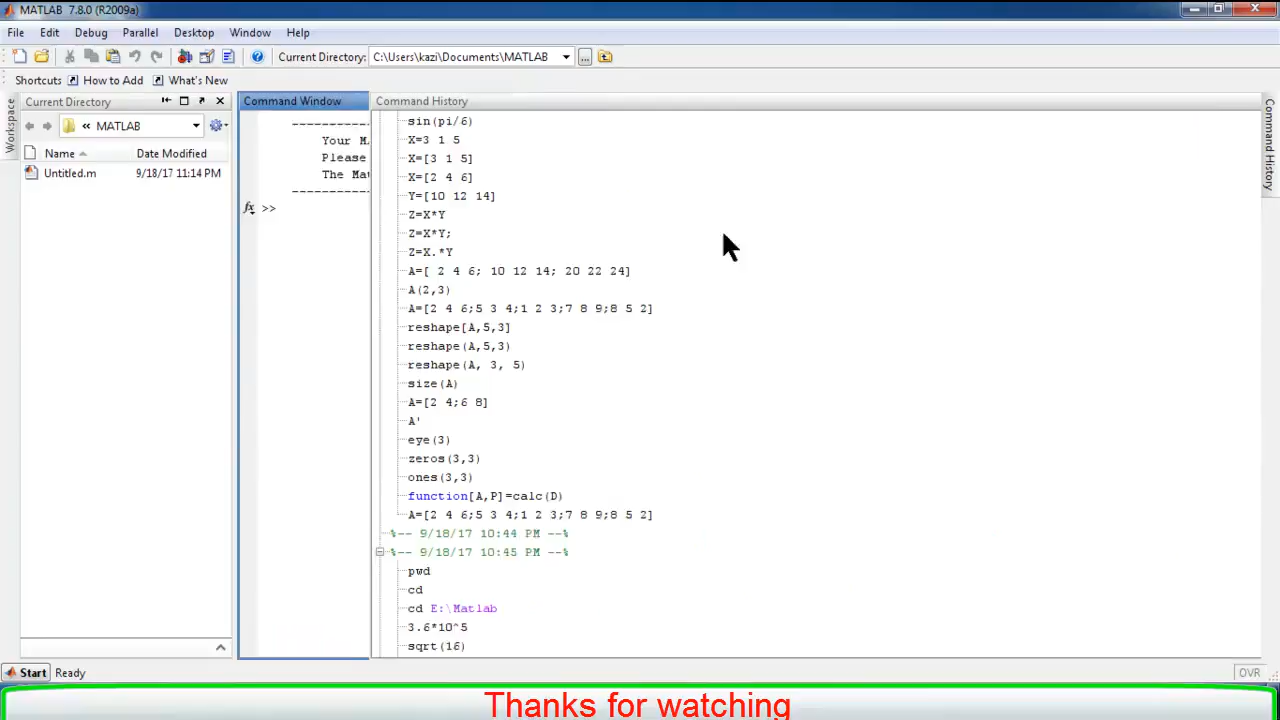 MATLAB 7.8.0 (R2009a)
File Edit Debug Parallel Desktop Window Help
Current Directory: C:\Users\kazi\Documents\MATLAB ...
Shortcuts How to Add What's New
Workspace
Current Directory
« MATLAB
Name Date Modified
Untitled.m 9/18/17 11:14 PM
Command Window
-----------
Your M
Please
The Mat
-----------
fx >>
Command History
sin(pi/6)
X=3 1 5
X=[3 1 5]
X=[2 4 6]
Y=[10 12 14]
Z=X*Y
Z=X*Y;
Z=X.*Y
A=[ 2 4 6; 10 12 14; 20 22 24]
A(2,3)
A=[2 4 6;5 3 4;1 2 3;7 8 9;8 5 2]
reshape[A,5,3]
reshape(A,5,3)
reshape(A, 3, 5)
size(A)
A=[2 4;6 8]
A'
eye(3)
zeros(3,3)
ones(3,3)
function[A,P]=calc(D)
A=[2 4 6;5 3 4;1 2 3;7 8 9;8 5 2]
%-- 9/18/17 10:44 PM --%
%-- 9/18/17 10:45 PM --%
pwd
cd
cd E:\Matlab
3.6*10^5
sqrt(16)
Command History
Start Ready
OVR
Thanks for watching